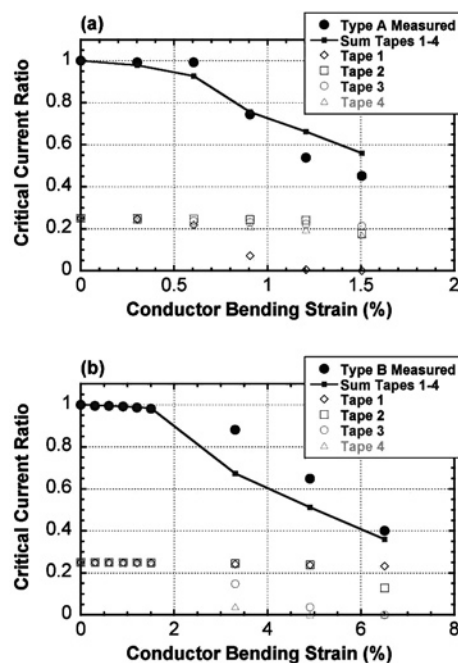 (a)
Type A Measured
Sum Tapes 1-4
Tape 1
Tape 2
Tape 3
Tape 4
Critical Current Ratio
1
0.8
0.6
0.4
0.2
0
0 0.5 1 1.5 2
Conductor Bending Strain (%)
(b)
Type B Measured
Sum Tapes 1-4
Tape 1
Tape 2
Tape 3
Tape 4
Critical Current Ratio
1
0.8
0.6
0.4
0.2
0
0 2 4 6 8
Conductor Bending Strain (%)